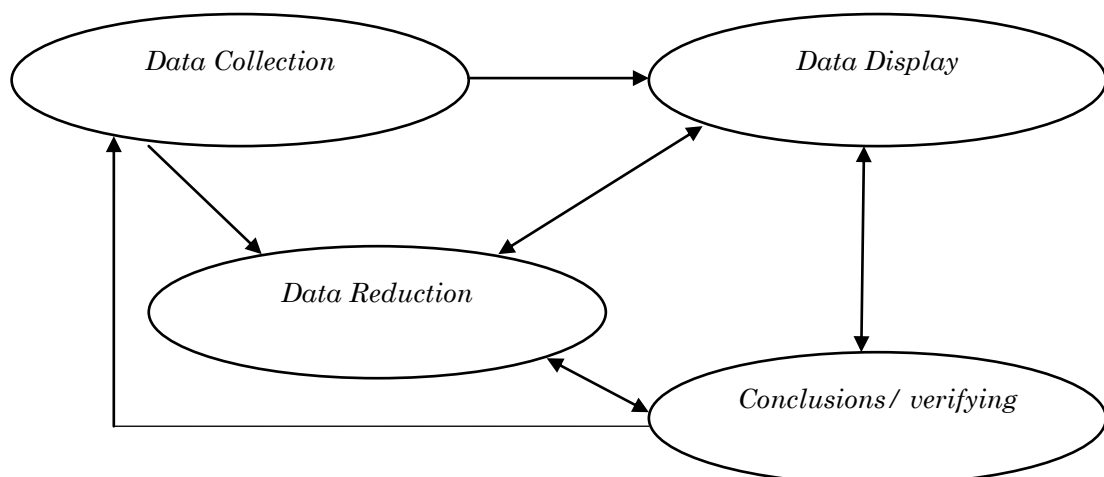 Data Collection
Data Display
Data Reduction
Conclusions/ verifying